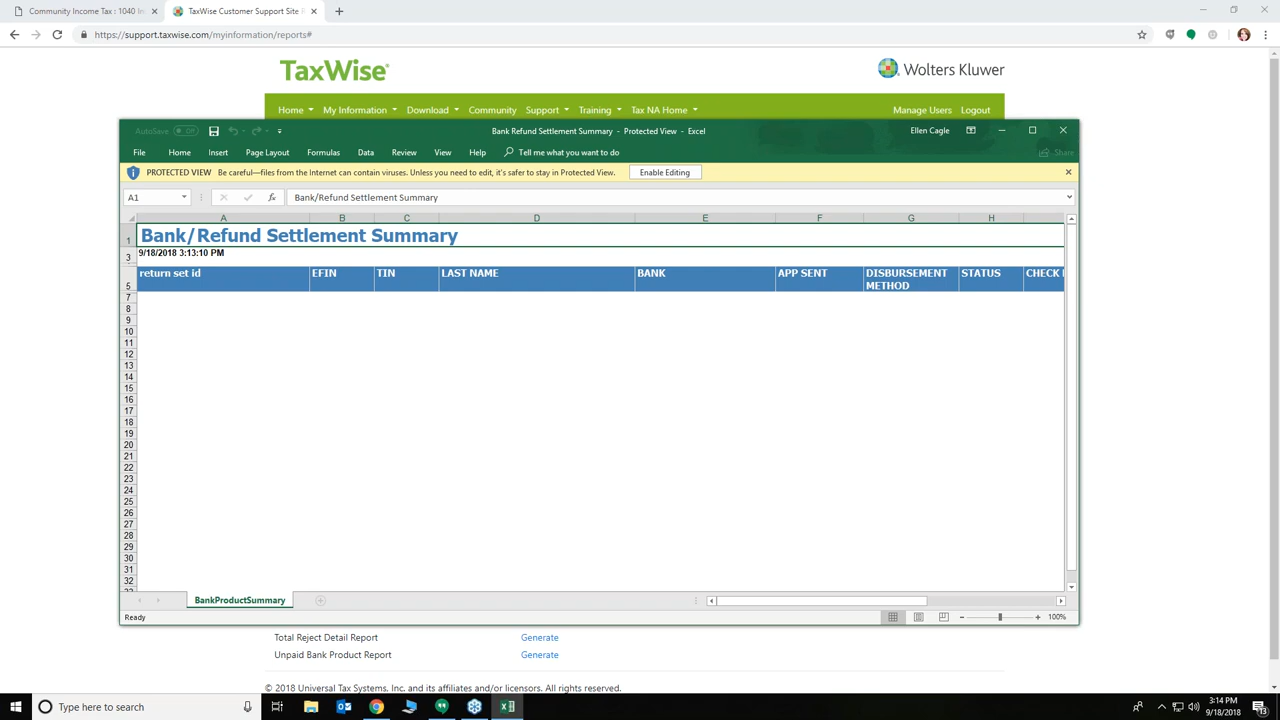 Community Income Tax : 1040 In
TaxWise Customer Support Site R
https://support.taxwise.com/myinformation/reports#
TaxWise®
Wolters Kluwer
Home My Information Download Community Support Training Tax NA Home Manage Users Logout
AutoSave Off Bank Refund Settlement Summary - Protected View - Excel Ellen Cagle
File Home Insert Page Layout Formulas Data Review View Help Tell me what you want to do Share
PROTECTED VIEW Be careful—files from the Internet can contain viruses. Unless you need to edit, it's safer to stay in Protected View. Enable Editing
A1 fx Bank/Refund Settlement Summary
A B C D E F G H
1 Bank/Refund Settlement Summary
3 9/18/2018 3:13:10 PM
5 return set id EFIN TIN LAST NAME BANK APP SENT DISBURSEMENT METHOD STATUS CHECK
7
8
9
10
11
12
13
14
15
16
17
18
19
20
21
22
23
24
25
26
27
28
29
30
31
32
BankProductSummary
Ready 100%
Total Reject Detail Report Generate
Unpaid Bank Product Report Generate
© 2018 Universal Tax Systems, Inc. and its affiliates and/or licensors. All rights reserved.
Type here to search
3:14 PM
9/18/2018
13